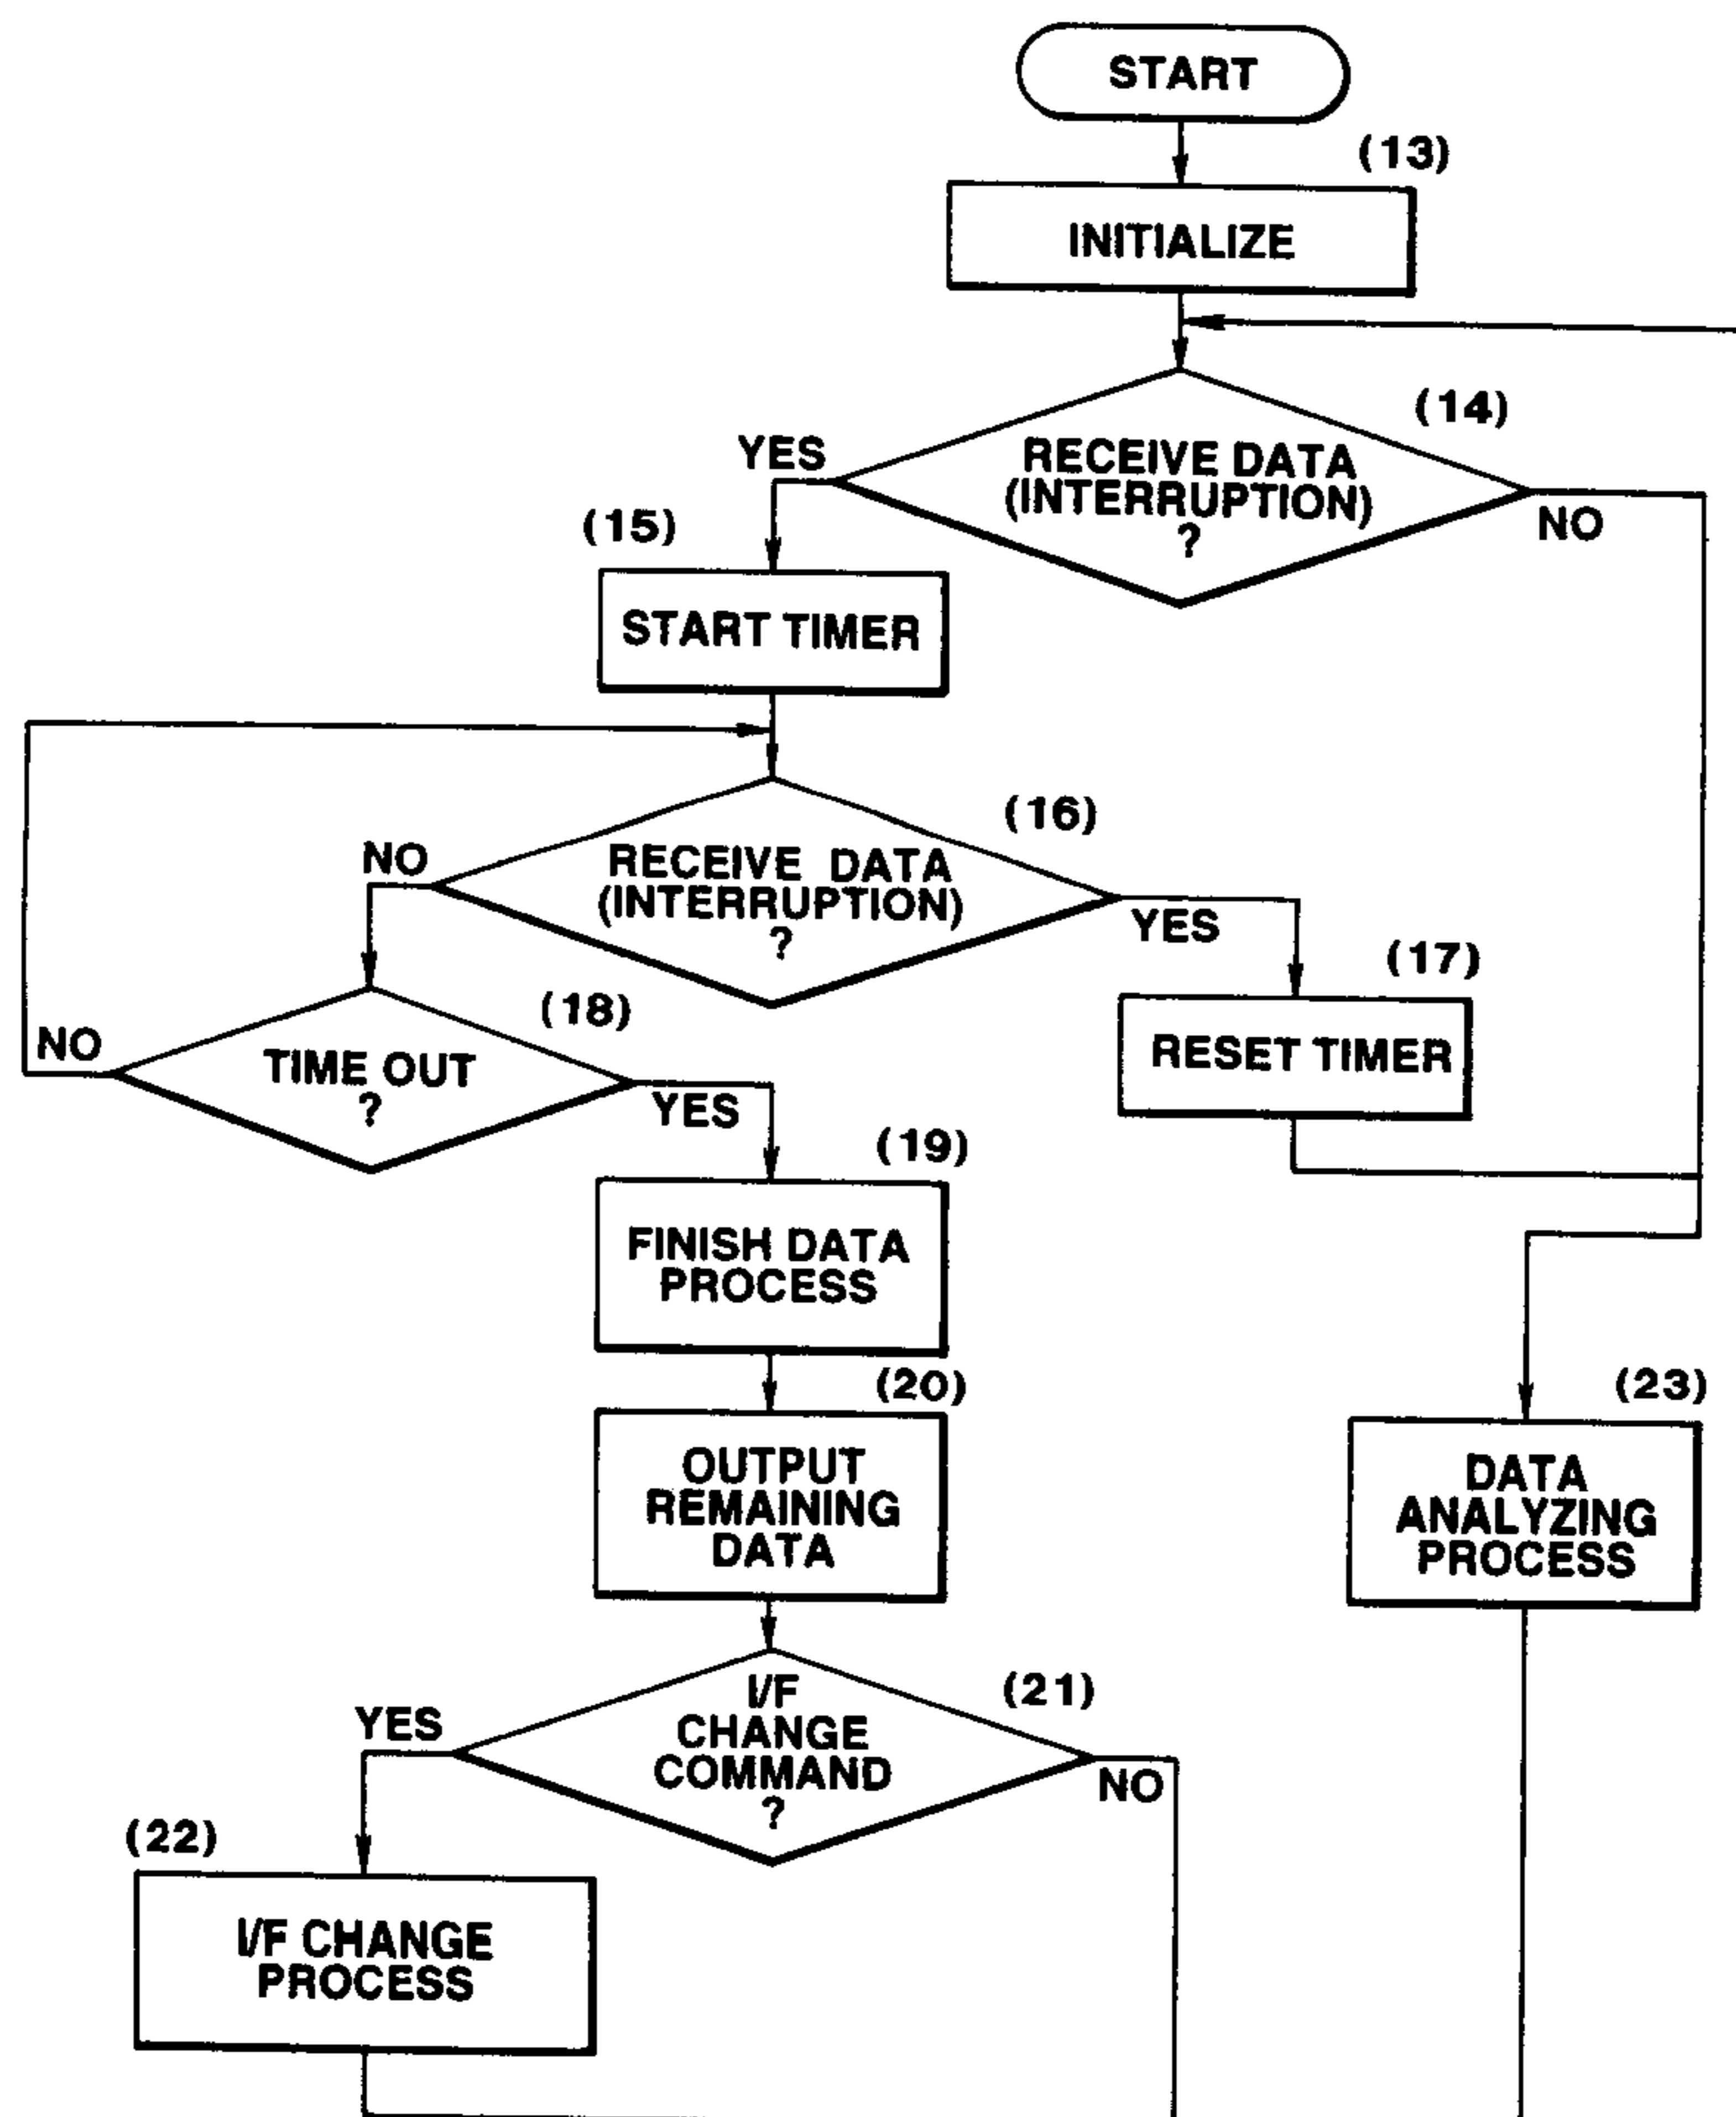 START
(13)
INITIALIZE
(14)
YES
RECEIVE DATA
(INTERRUPTION)
?
NO
(15)
START TIMER
(16)
NO
RECEIVE DATA
(INTERRUPTION)
?
YES
(17)
RESET TIMER
(18)
NO
TIME OUT
?
YES
(19)
FINISH DATA
PROCESS
(20)
OUTPUT
REMAINING
DATA
(23)
DATA
ANALYZING
PROCESS
(21)
YES
I/F
CHANGE
COMMAND
?
NO
(22)
I/F CHANGE
PROCESS